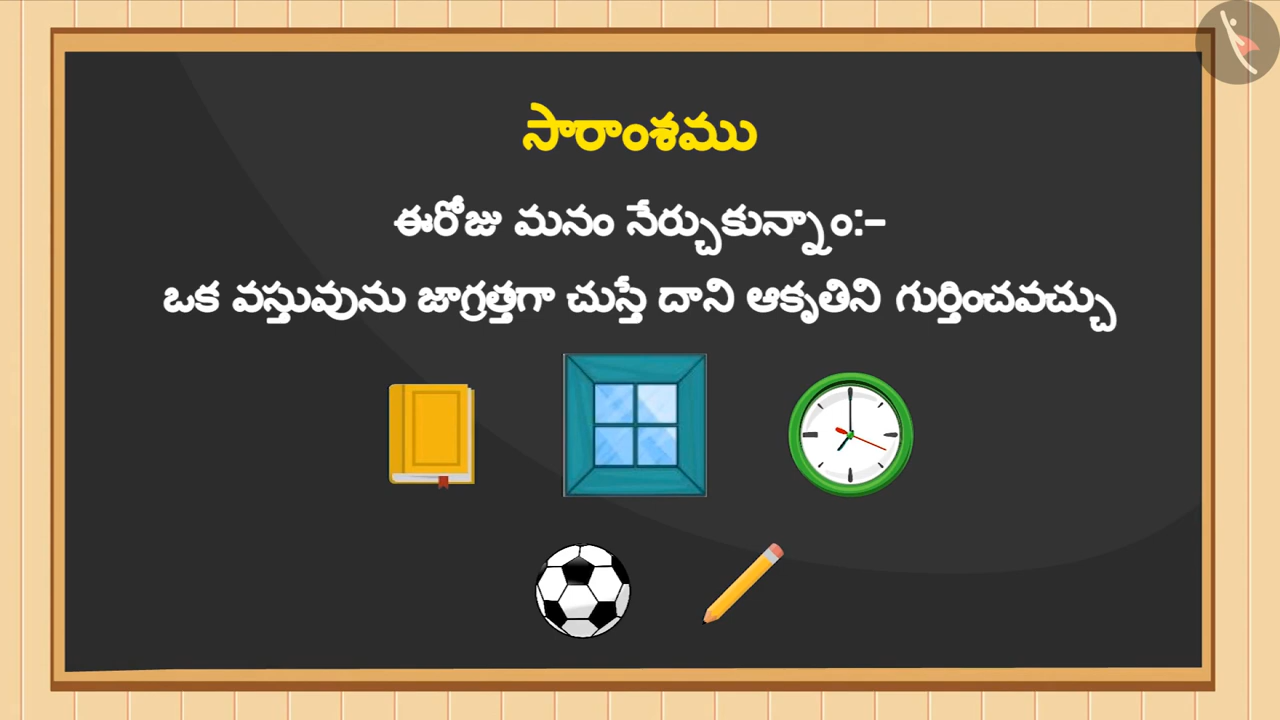 సారాంశము
ఈరోజు మనం నేర్చుకున్నాం:-
ఒక వస్తువును జాగ్రత్తగా చుస్తే దాని ఆకృతిని గుర్తించవచ్చు